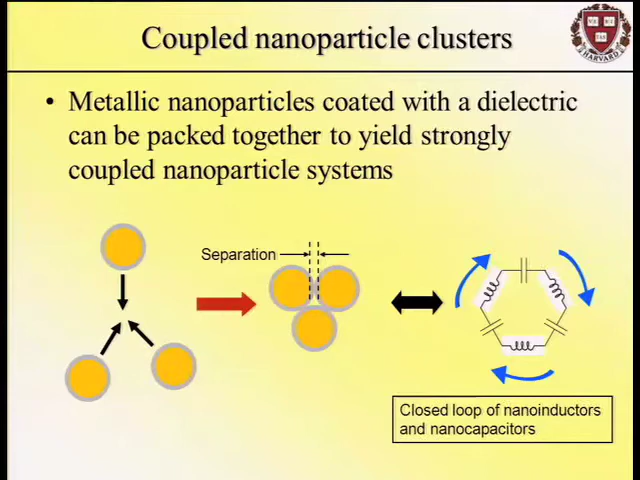 Coupled nanoparticle clusters
HARVARD
• Metallic nanoparticles coated with a dielectric
can be packed together to yield strongly
coupled nanoparticle systems
Separation
Closed loop of nanoinductors
and nanocapacitors